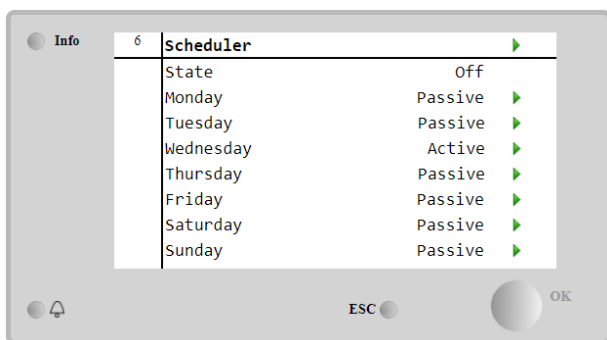 Info
6 Scheduler
State Off
Monday Passive
Tuesday Passive
Wednesday Active
Thursday Passive
Friday Passive
Saturday Passive
Sunday Passive
ESC OK